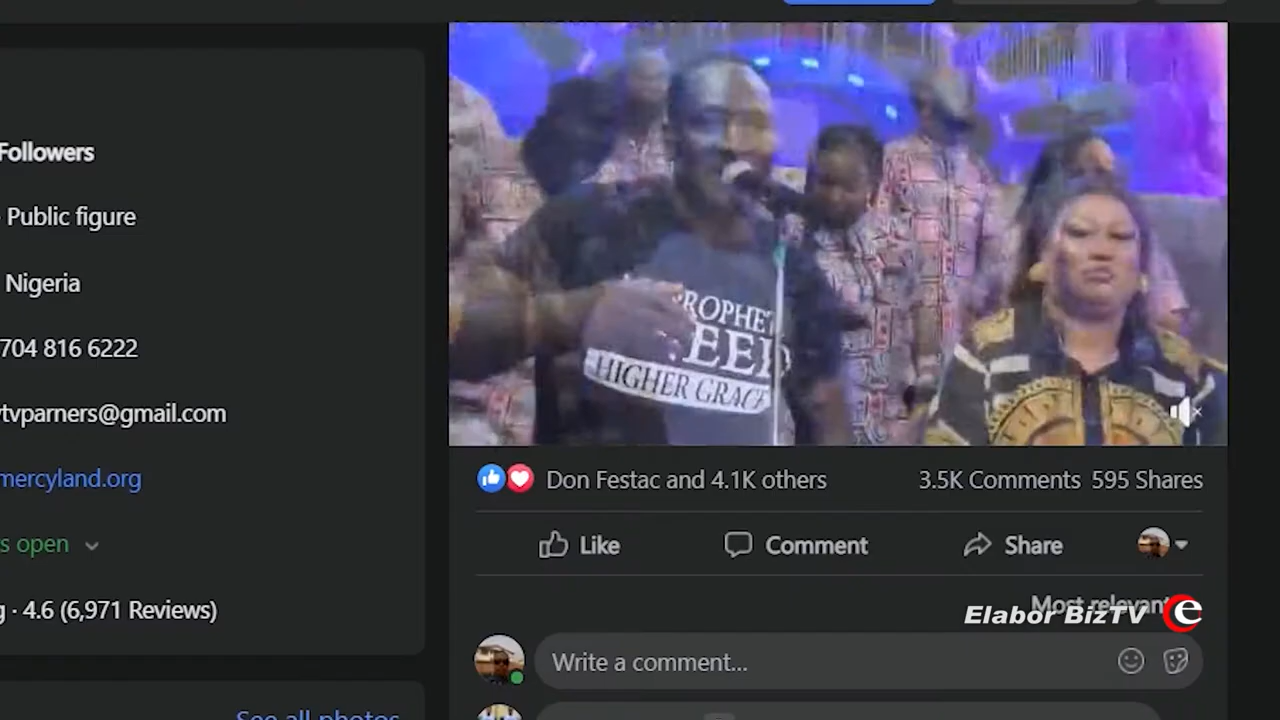 Followers
Public figure
Nigeria
704 816 6222
vtvparners@gmail.com
mercyland.org
s open
g · 4.6 (6,971 Reviews)
See all photos
HIGHER GRACE
Don Festac and 4.1K others
3.5K Comments 595 Shares
Like Comment Share
Most relevant
Elabor BizTV e
Write a comment...